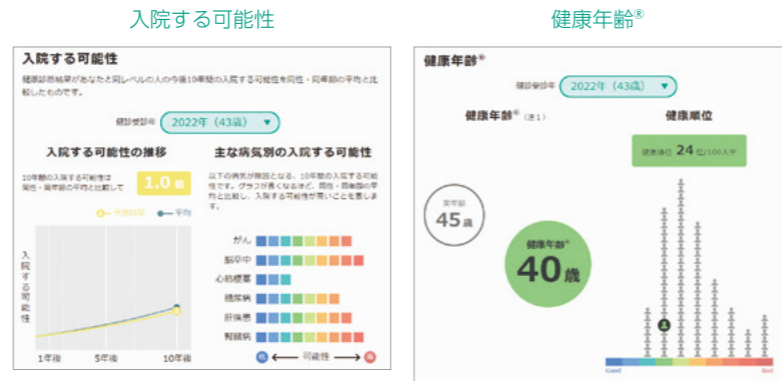 入院する可能性
健康年齢®
入院する可能性
健康診断結果があなたと同レベルの人の今後10年間の入院する可能性を同性・同年齢の平均と比
較したものです。
健診受診年 2022年（43歳） ▼
入院する可能性の推移
10年間の入院する可能性は
同性・同年齢の平均と比較して
1.0 倍
予測結果 平均
入院する可能性
1年後 5年後 10年後
主な病気別の入院する可能性
以下の病気が原因となる、10年間の入院する可能
性です。グラフが長くなるほど、同性・同年齢の平
均と比較し、入院する可能性が高いことを表しま
す。
がん
脳卒中
心筋梗塞
糖尿病
肝疾患
腎臓病
低 ← 可能性 → 高
健康年齢®
健診受診年 2022年（43歳） ▼
健康年齢®（注1）
実年齢
45歳
健康年齢®
40歳
健康順位
健康順位 24 位/100人中
Good Bad